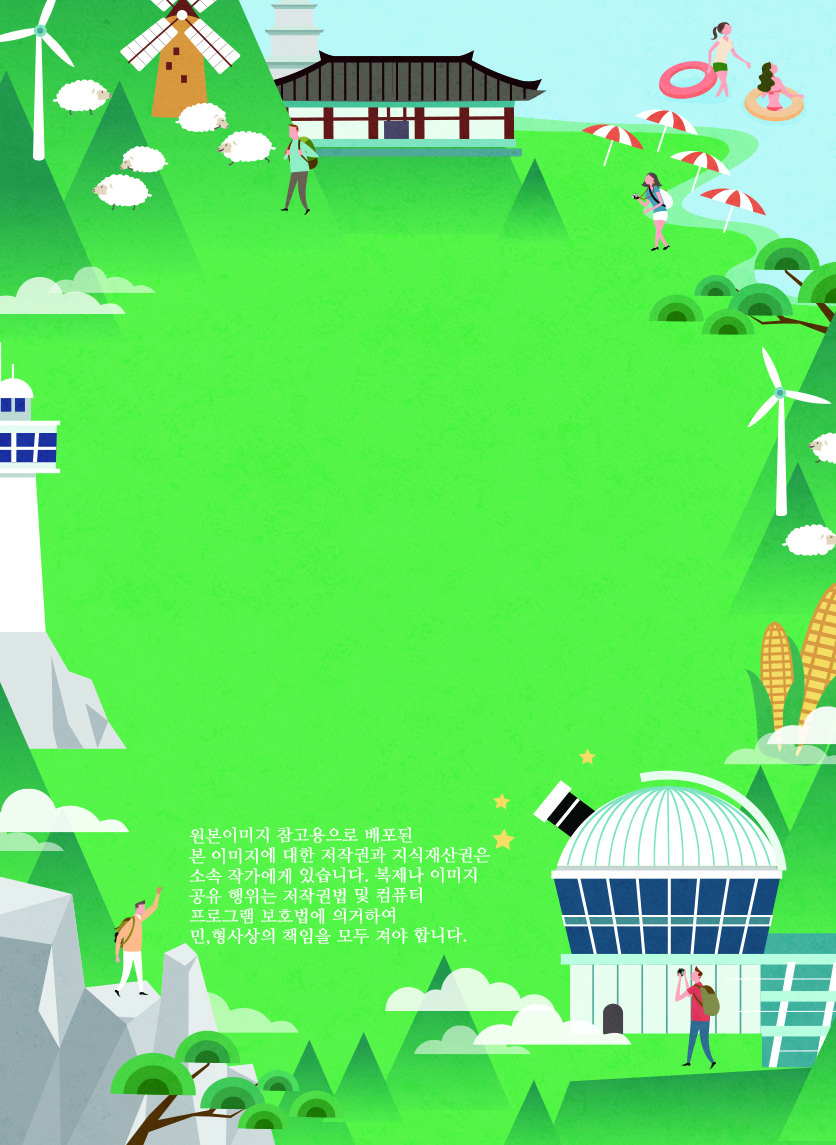 원본이미지 참고용으로 배포된
본 이미지에 대한 저작권과 지식재산권은
소속 작가에게 있습니다. 복제나 이미지
공유 행위는 저작권법 및 컴퓨터
프로그램 보호법에 의거하여
민,형사상의 책임을 모두 져야 합니다.